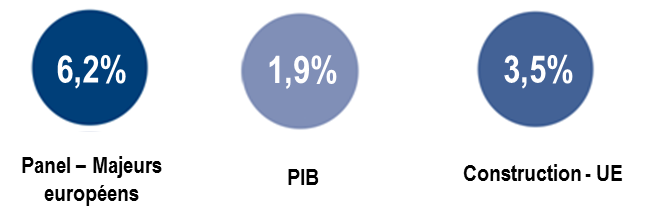 6,2%
1,9%
3,5%
Panel – Majeurs
européens
PIB
Construction - UE